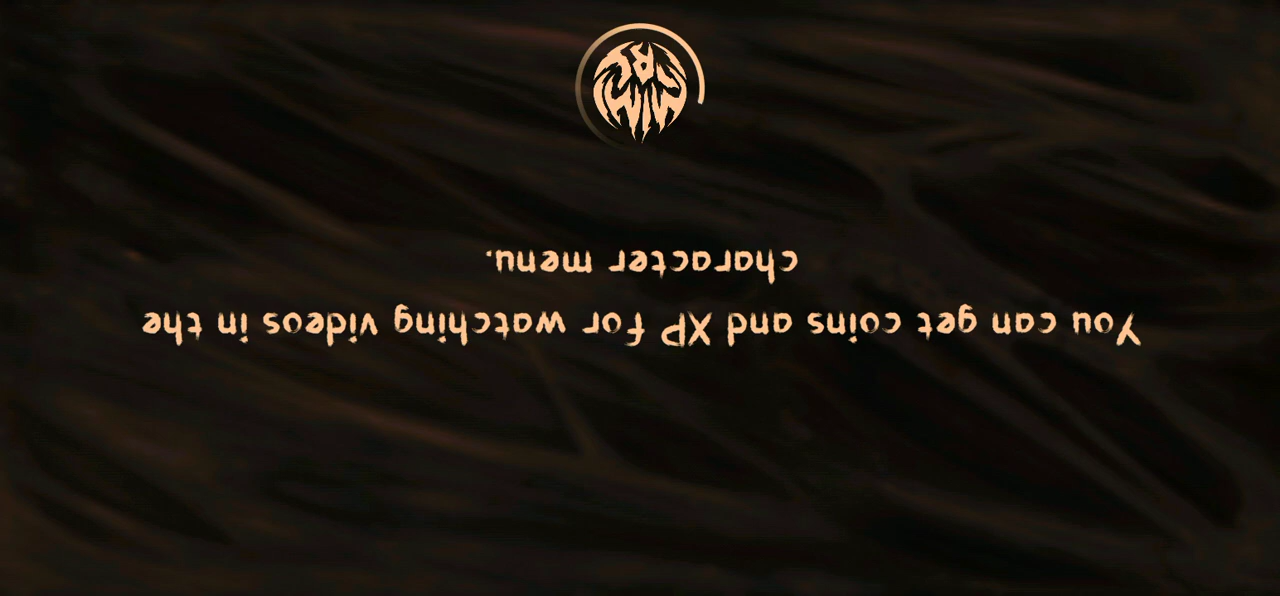 You can get coins and XP for watching videos in the
character menu.